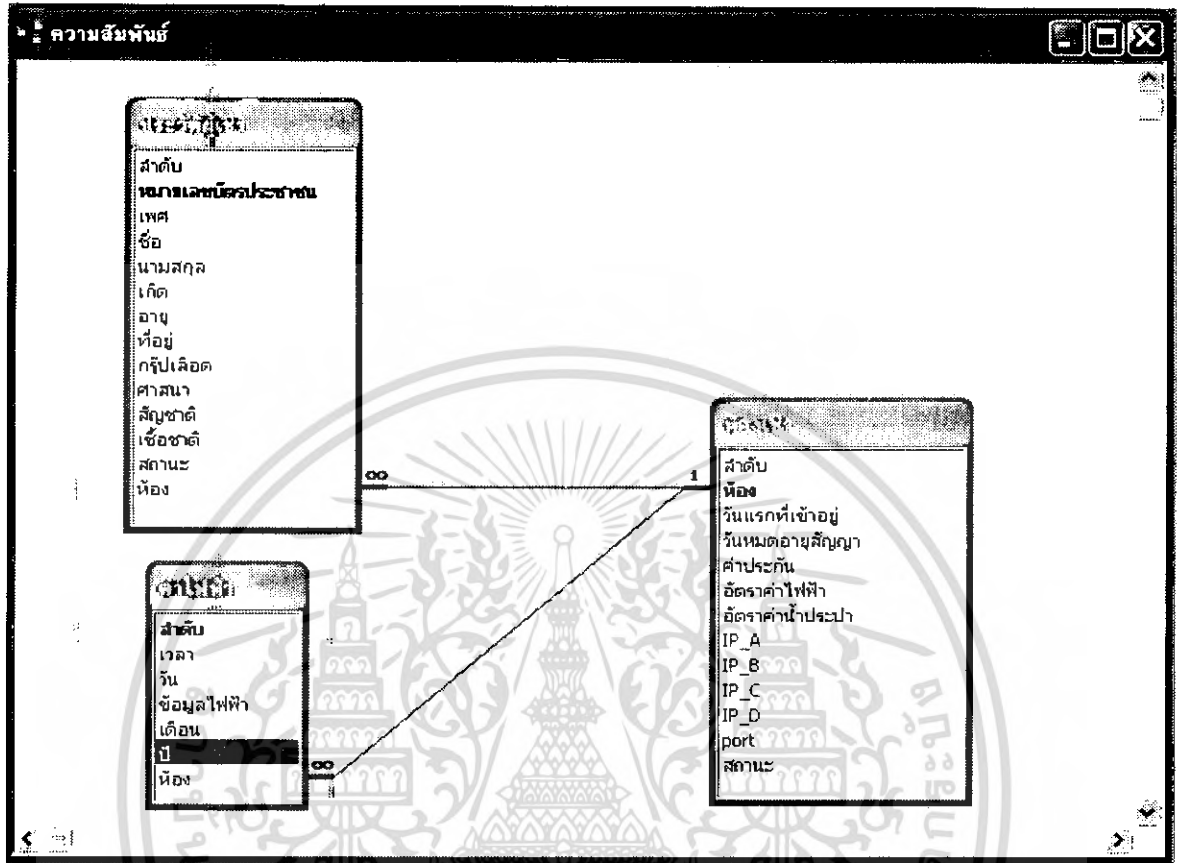 ความสัมพันธ์
ลำดับ
หมายเลขบัตรประชาชน
เพศ
ชื่อ
นามสกุล
เกิด
อายุ
ที่อยู่
กรุ๊ปเลือด
ศาสนา
สัญชาติ
เชื้อชาติ
สถานะ
ห้อง
∞
1
ลำดับ
ห้อง
วันแรกที่เข้าอยู่
วันหมดอายุสัญญา
ค่าประกัน
อัตราค่าไฟฟ้า
อัตราค่าน้ำประปา
IP_A
IP_B
IP_C
IP_D
port
สถานะ
ลำดับ
เวลา
วัน
ข้อมูลไฟฟ้า
เดือน
ปี
ห้อง
∞